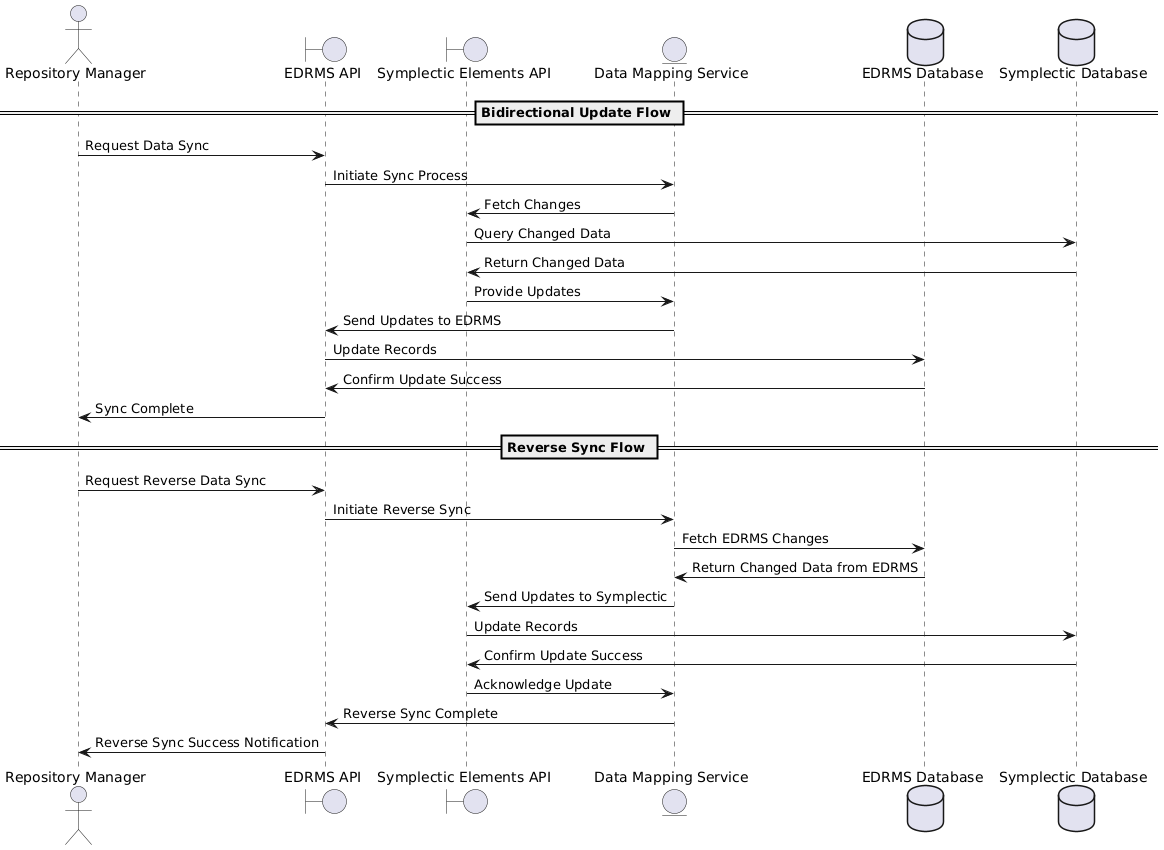 Repository Manager
EDRMS API
Symplectic Elements API
Data Mapping Service
EDRMS Database
Symplectic Database
Bidirectional Update Flow
Request Data Sync
Initiate Sync Process
Fetch Changes
Query Changed Data
Return Changed Data
Provide Updates
Send Updates to EDRMS
Update Records
Confirm Update Success
Sync Complete
Reverse Sync Flow
Request Reverse Data Sync
Initiate Reverse Sync
Fetch EDRMS Changes
Return Changed Data from EDRMS
Send Updates to Symplectic
Update Records
Confirm Update Success
Acknowledge Update
Reverse Sync Complete
Reverse Sync Success Notification
Repository Manager
EDRMS API
Symplectic Elements API
Data Mapping Service
EDRMS Database
Symplectic Database